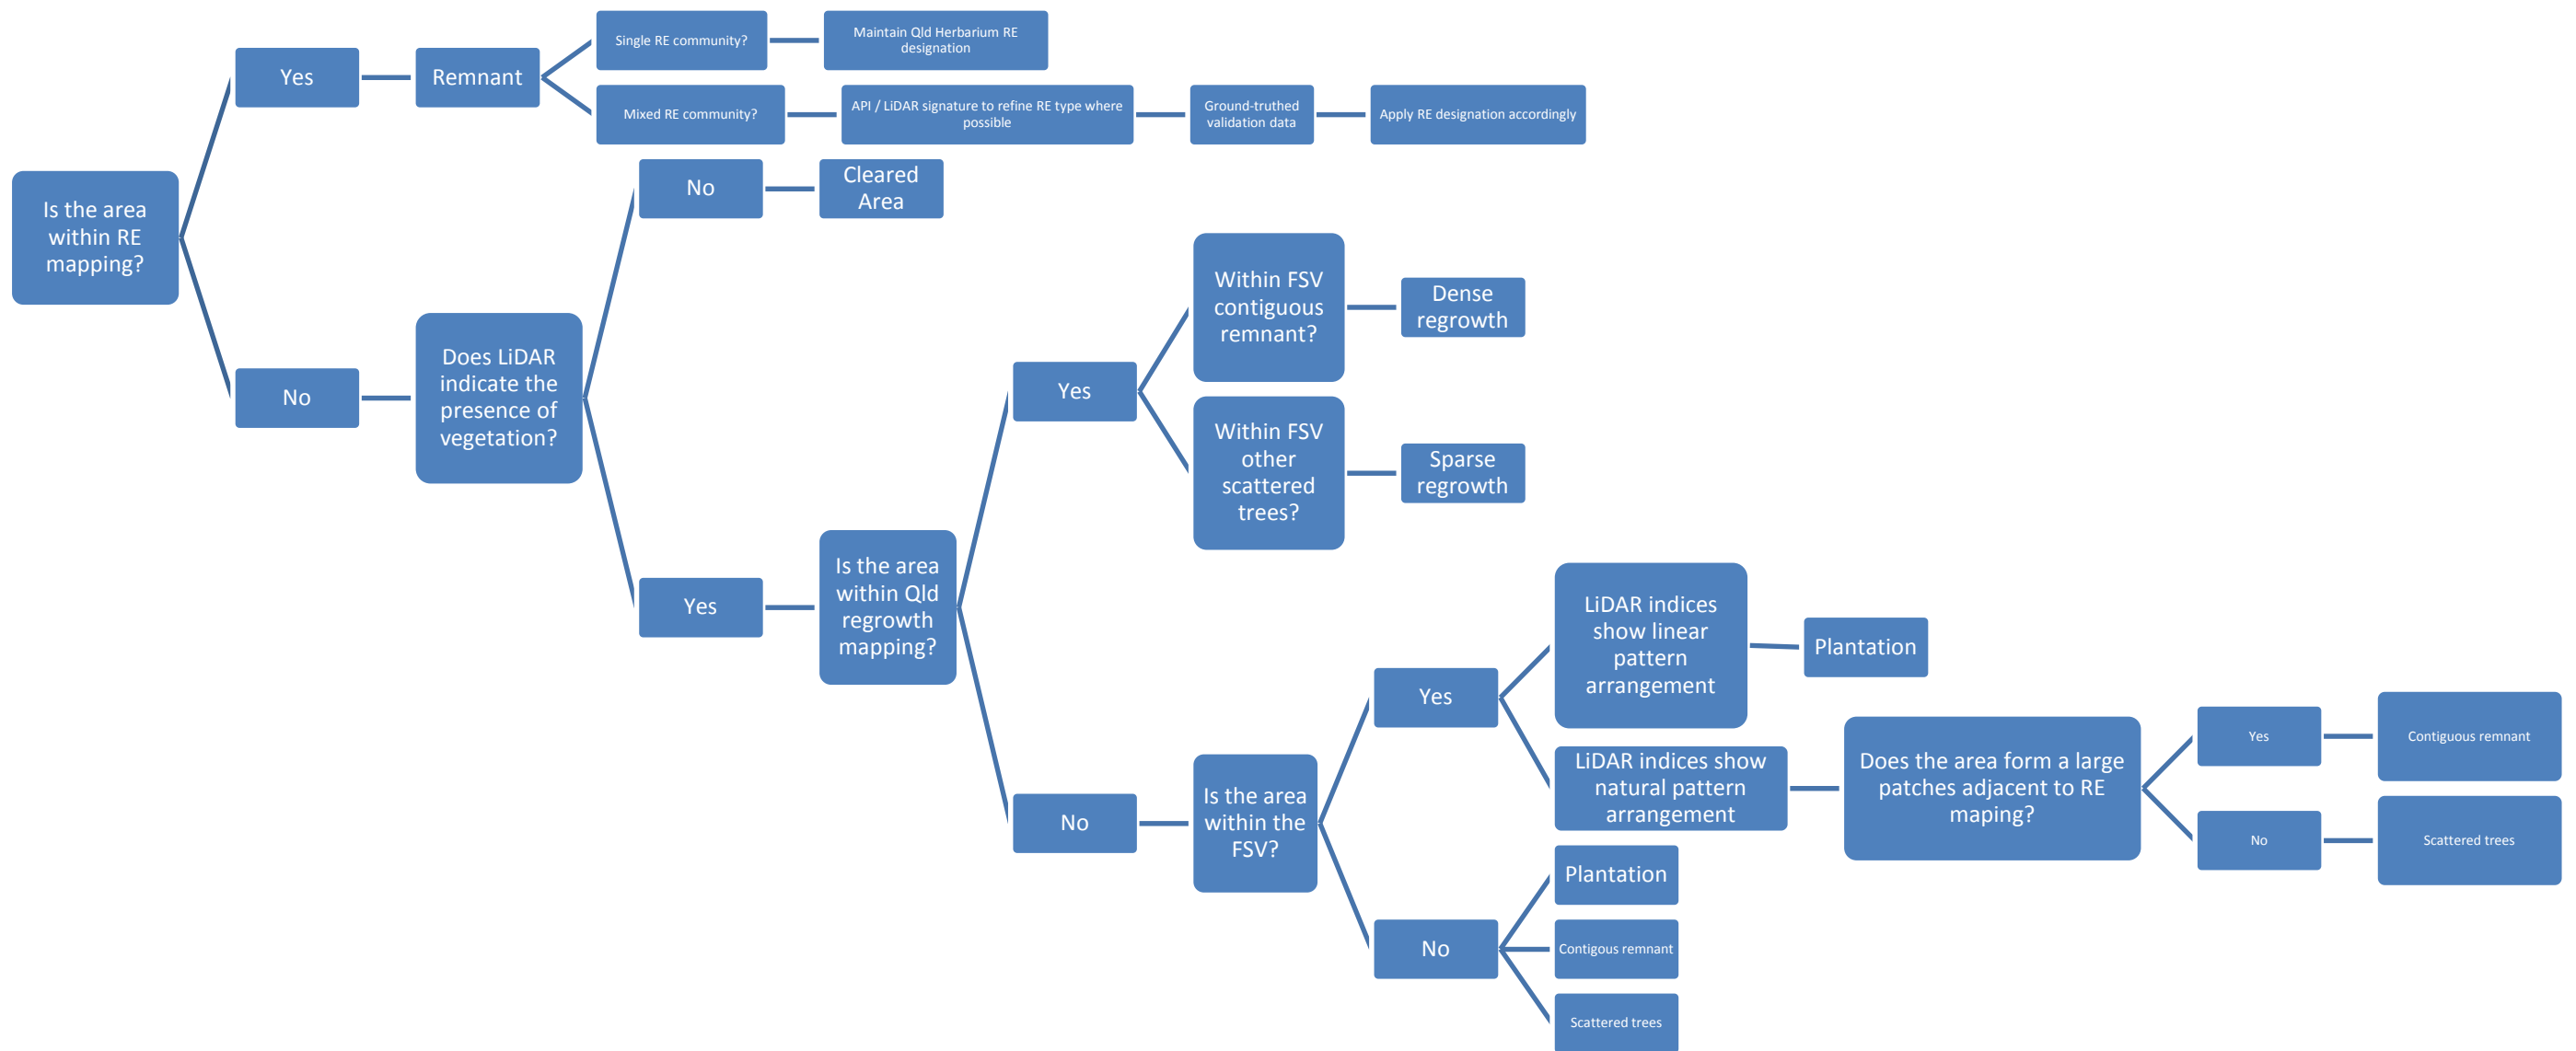 Is the area
within RE
mapping?
Yes
Remnant
Single RE community?
Maintain Qld Herbarium RE
designation
Mixed RE community?
API / LiDAR signature to refine RE type where
possible
Ground-truthed
validation data
Apply RE designation accordingly
No
Does LiDAR
indicate the
presence of
vegetation?
No
Cleared
Area
Yes
Is the area
within Qld
regrowth
mapping?
Yes
Within FSV
contiguous
remnant?
Dense
regrowth
Within FSV
other
scattered
trees?
Sparse
regrowth
No
Is the area
within the
FSV?
Yes
LiDAR indices
show linear
pattern
arrangement
Plantation
LiDAR indices show
natural pattern
arrangement
Does the area form a large
patches adjacent to RE
maping?
Yes
Contiguous remnant
No
Scattered trees
No
Plantation
Contigous remnant
Scattered trees